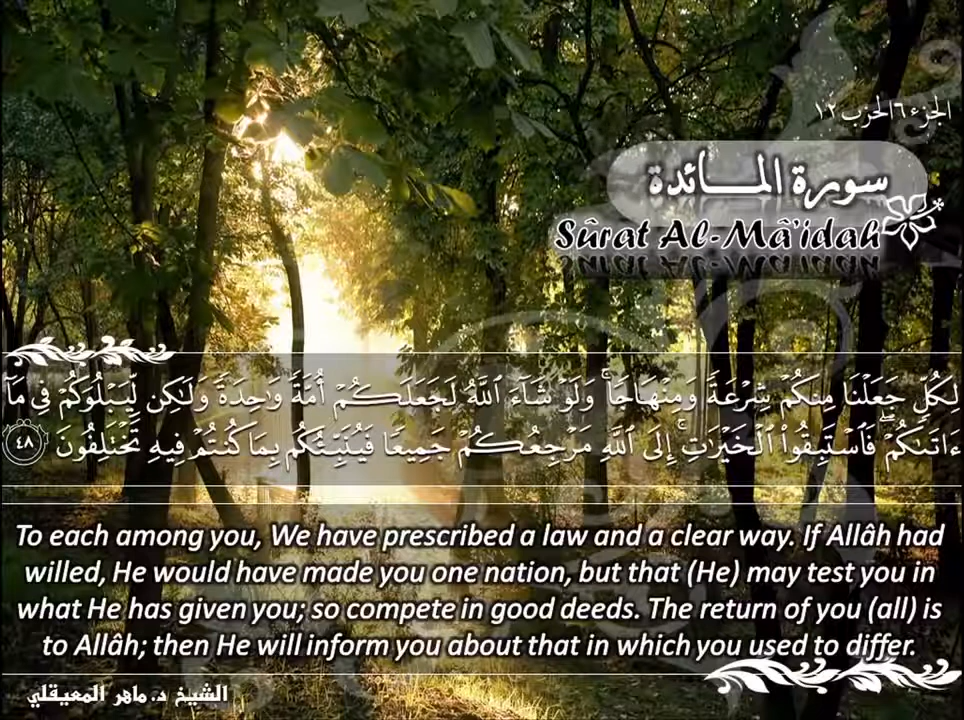 الجزء ٦ الحزب ١٢
سورة المائدة
Sûrat Al-Mâ'idah
لِكُلٍّ جَعَلْنَا مِنكُمْ شِرْعَةً وَمِنْهَاجًا ۚ وَلَوْ شَآءَ ٱللَّهُ لَجَعَلَكُمْ أُمَّةً وَٰحِدَةً وَلَٰكِن لِّيَبْلُوَكُمْ فِى مَآ
ءَاتَىٰكُمْ ۖ فَٱسْتَبِقُوا۟ ٱلْخَيْرَٰتِ ۚ إِلَى ٱللَّهِ مَرْجِعُكُمْ جَمِيعًا فَيُنَبِّئُكُم بِمَا كُنتُمْ فِيهِ تَخْتَلِفُونَ ٤٨
To each among you, We have prescribed a law and a clear way. If Allâh had
willed, He would have made you one nation, but that (He) may test you in
what He has given you; so compete in good deeds. The return of you (all) is
to Allâh; then He will inform you about that in which you used to differ.
الشيخ د. ماهر المعيقلي